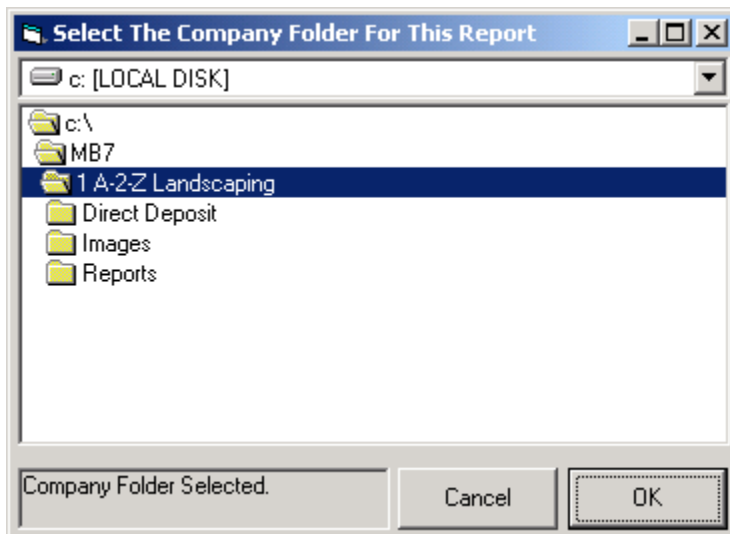 Select The Company Folder For This Report
c: [LOCAL DISK]
c:\
MB7
1 A-2-Z Landscaping
Direct Deposit
Images
Reports
Company Folder Selected.
Cancel
OK